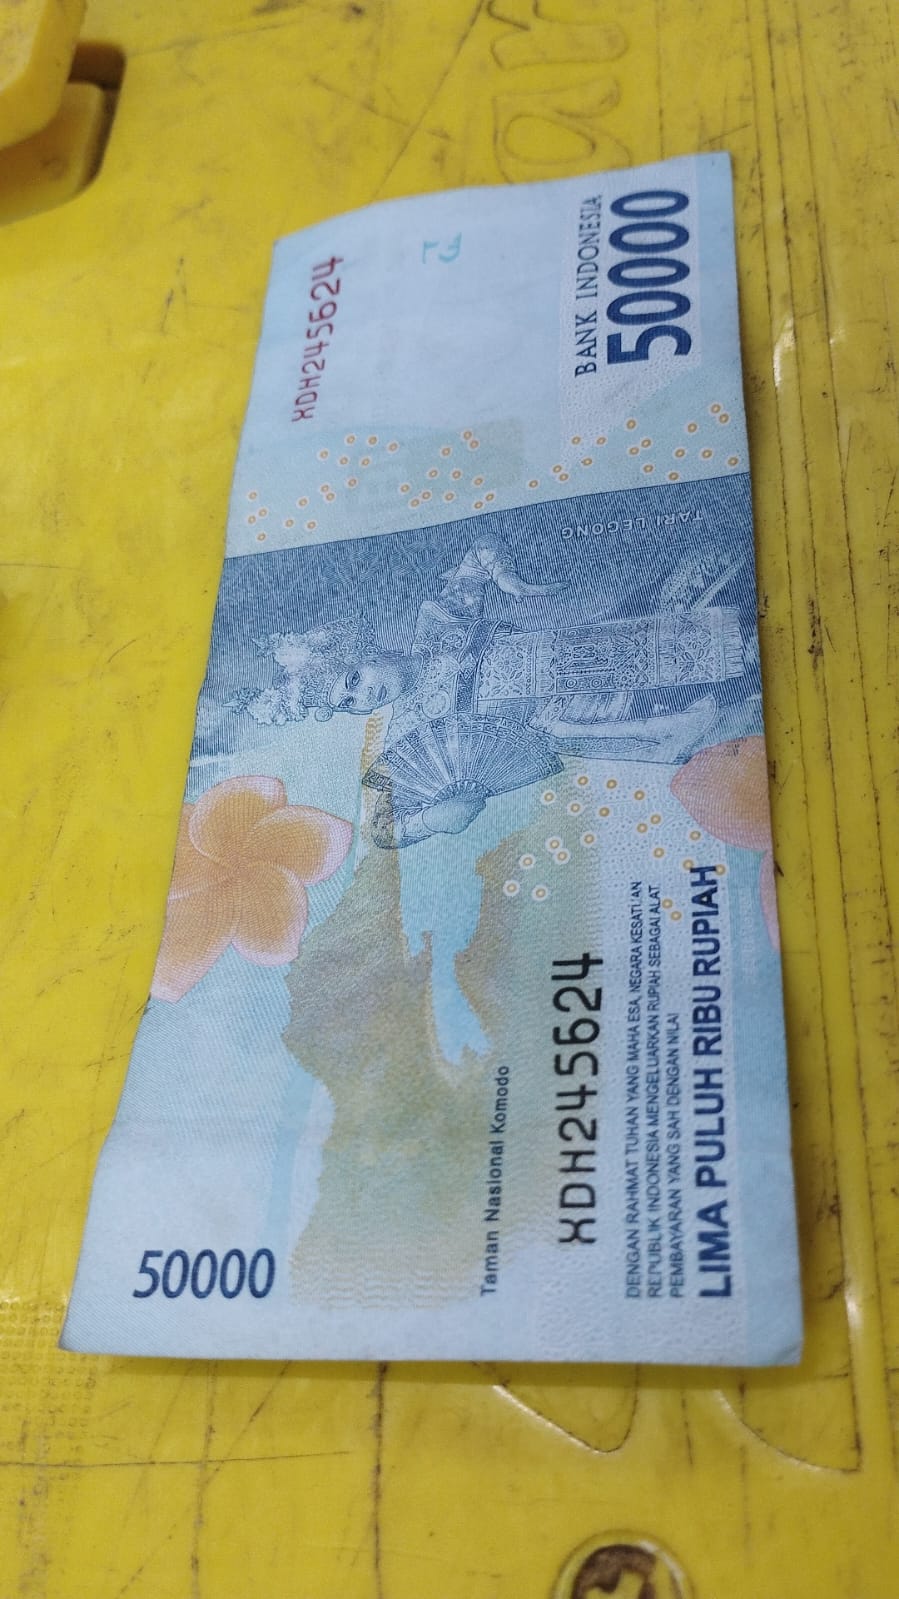 XDH245624
BANK INDONESIA
50000
TARI LEGONG
50000
Taman Nasional Komodo
XDH245624
DENGAN RAHMAT TUHAN YANG MAHA ESA, NEGARA KESATUAN
REPUBLIK INDONESIA MENGELUARKAN RUPIAH SEBAGAI ALAT
PEMBAYARAN YANG SAH DENGAN NILAI
LIMA PULUH RIBU RUPIAH